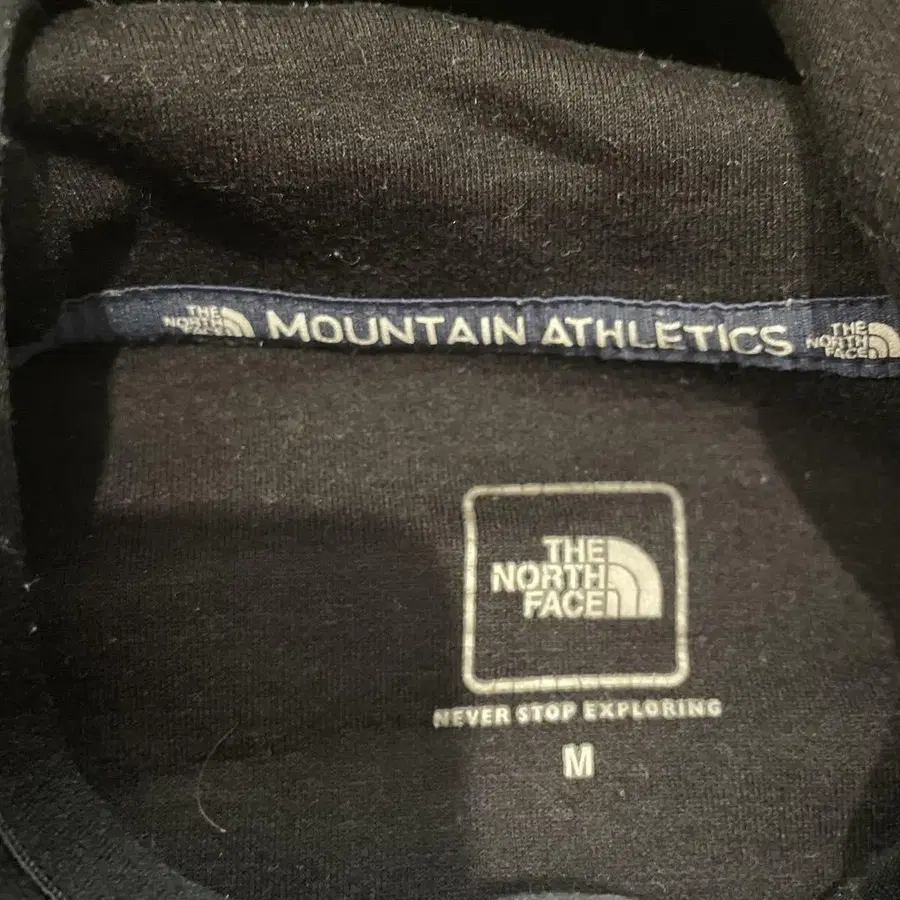 THE NORTH FACE MOUNTAIN ATHLETICS THE NORTH FACE
THE
NORTH
FACE
NEVER STOP EXPLORING
M